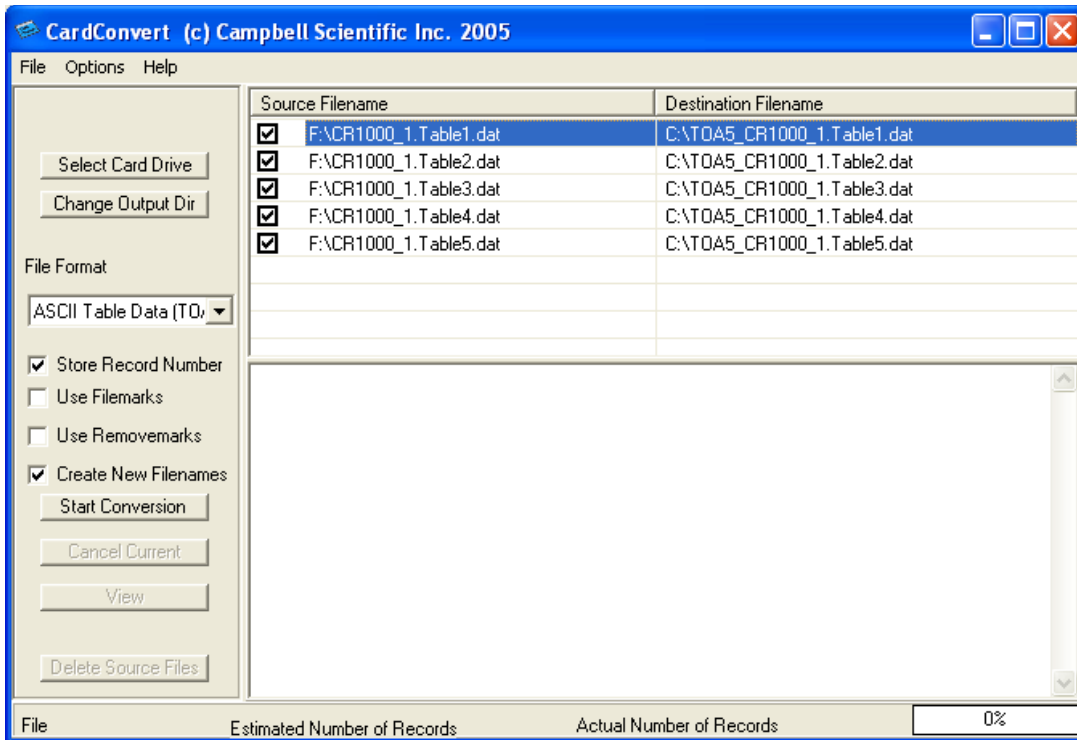 CardConvert (c) Campbell Scientific Inc. 2005
File Options Help
Select Card Drive
Change Output Dir
File Format
ASCII Table Data (TO
Store Record Number
Use Filemarks
Use Removemarks
Create New Filenames
Start Conversion
Cancel Current
View
Delete Source Files
Source Filename Destination Filename
F:\CR1000_1.Table1.dat C:\TOA5_CR1000_1.Table1.dat
F:\CR1000_1.Table2.dat C:\TOA5_CR1000_1.Table2.dat
F:\CR1000_1.Table3.dat C:\TOA5_CR1000_1.Table3.dat
F:\CR1000_1.Table4.dat C:\TOA5_CR1000_1.Table4.dat
F:\CR1000_1.Table5.dat C:\TOA5_CR1000_1.Table5.dat
File Estimated Number of Records Actual Number of Records 0%